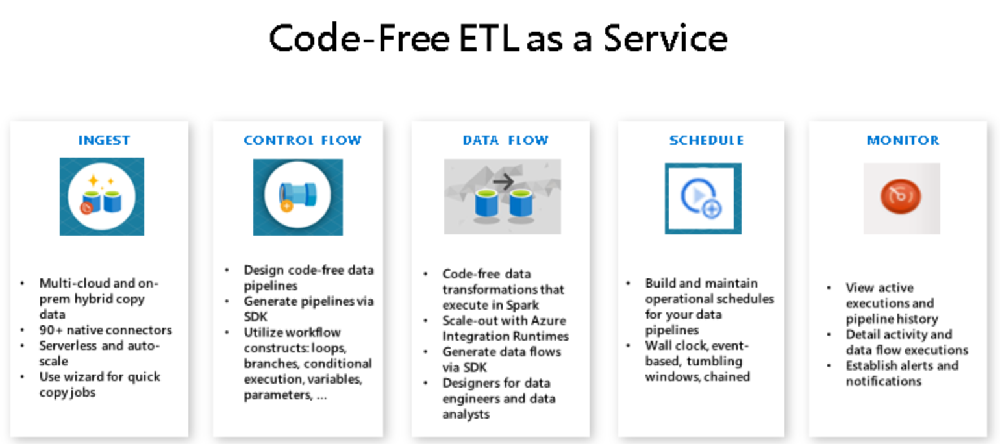 Code-Free ETL as a Service
INGEST
• Multi-cloud and on-
prem hybrid copy
data
• 90+ native connectors
• Serverless and auto-
scale
• Use wizard for quick
copy jobs
CONTROL FLOW
• Design code-free data
pipelines
• Generate pipelines via
SDK
• Utilize workflow
constructs: loops,
branches, conditional
execution, variables,
parameters, ...
DATA FLOW
• Code-free data
transformations that
execute in Spark
• Scale-out with Azure
Integration Runtimes
• Generate data flows
via SDK
• Designers for data
engineers and data
analysts
SCHEDULE
• Build and maintain
operational schedules
for your data
pipelines
• Wall clock, event-
based, tumbling
windows, chained
MONITOR
• View active
executions and
pipeline history
• Detail activity and
data flow executions
• Establish alerts and
notifications